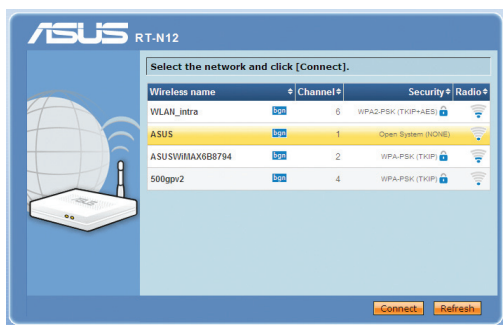 ASUS RT-N12
Select the network and click [Connect].
Wireless name Channel Security Radio
WLAN_intra bgn 6 WPA2-PSK (TKIP+AES)
ASUS bgn 1 Open System (NONE)
ASUSWiMAX6B8794 bgn 2 WPA-PSK (TKIP)
500gpv2 bgn 4 WPA-PSK (TKIP)
ASUS
Connect Refresh